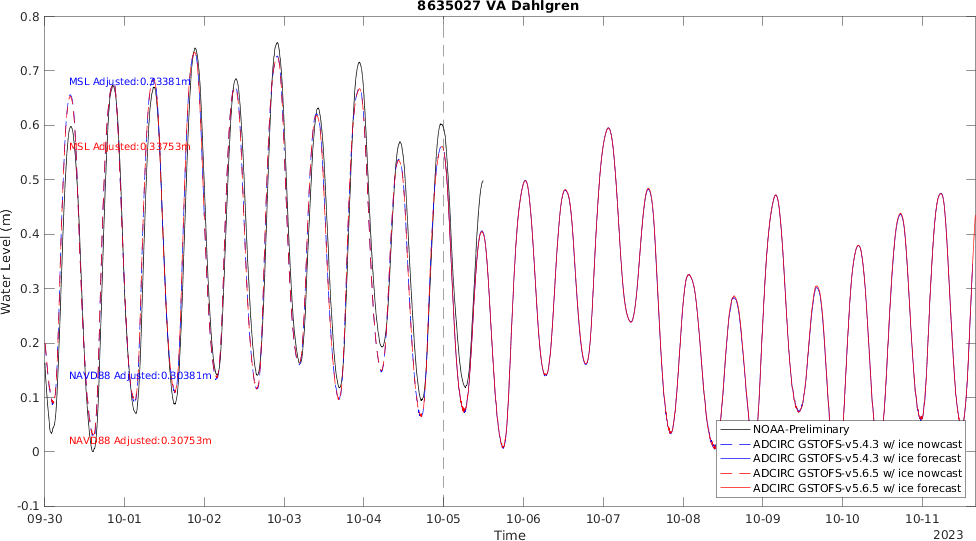 8635027 VA Dahlgren
0.8
0.7
0.6
0.5
0.4
0.3
0.2
0.1
0
-0.1
Water Level (m)
MSL Adjusted:0.33381m
MSL Adjusted:0.33753m
NAVD88 Adjusted:0.30381m
NAVD88 Adjusted:0.30753m
NOAA-Preliminary
ADCIRC GSTOFS-v5.4.3 w/ ice nowcast
ADCIRC GSTOFS-v5.4.3 w/ ice forecast
ADCIRC GSTOFS-v5.6.5 w/ ice nowcast
ADCIRC GSTOFS-v5.6.5 w/ ice forecast
09-30 10-01 10-02 10-03 10-04 10-05 10-06 10-07 10-08 10-09 10-10 10-11
Time
2023